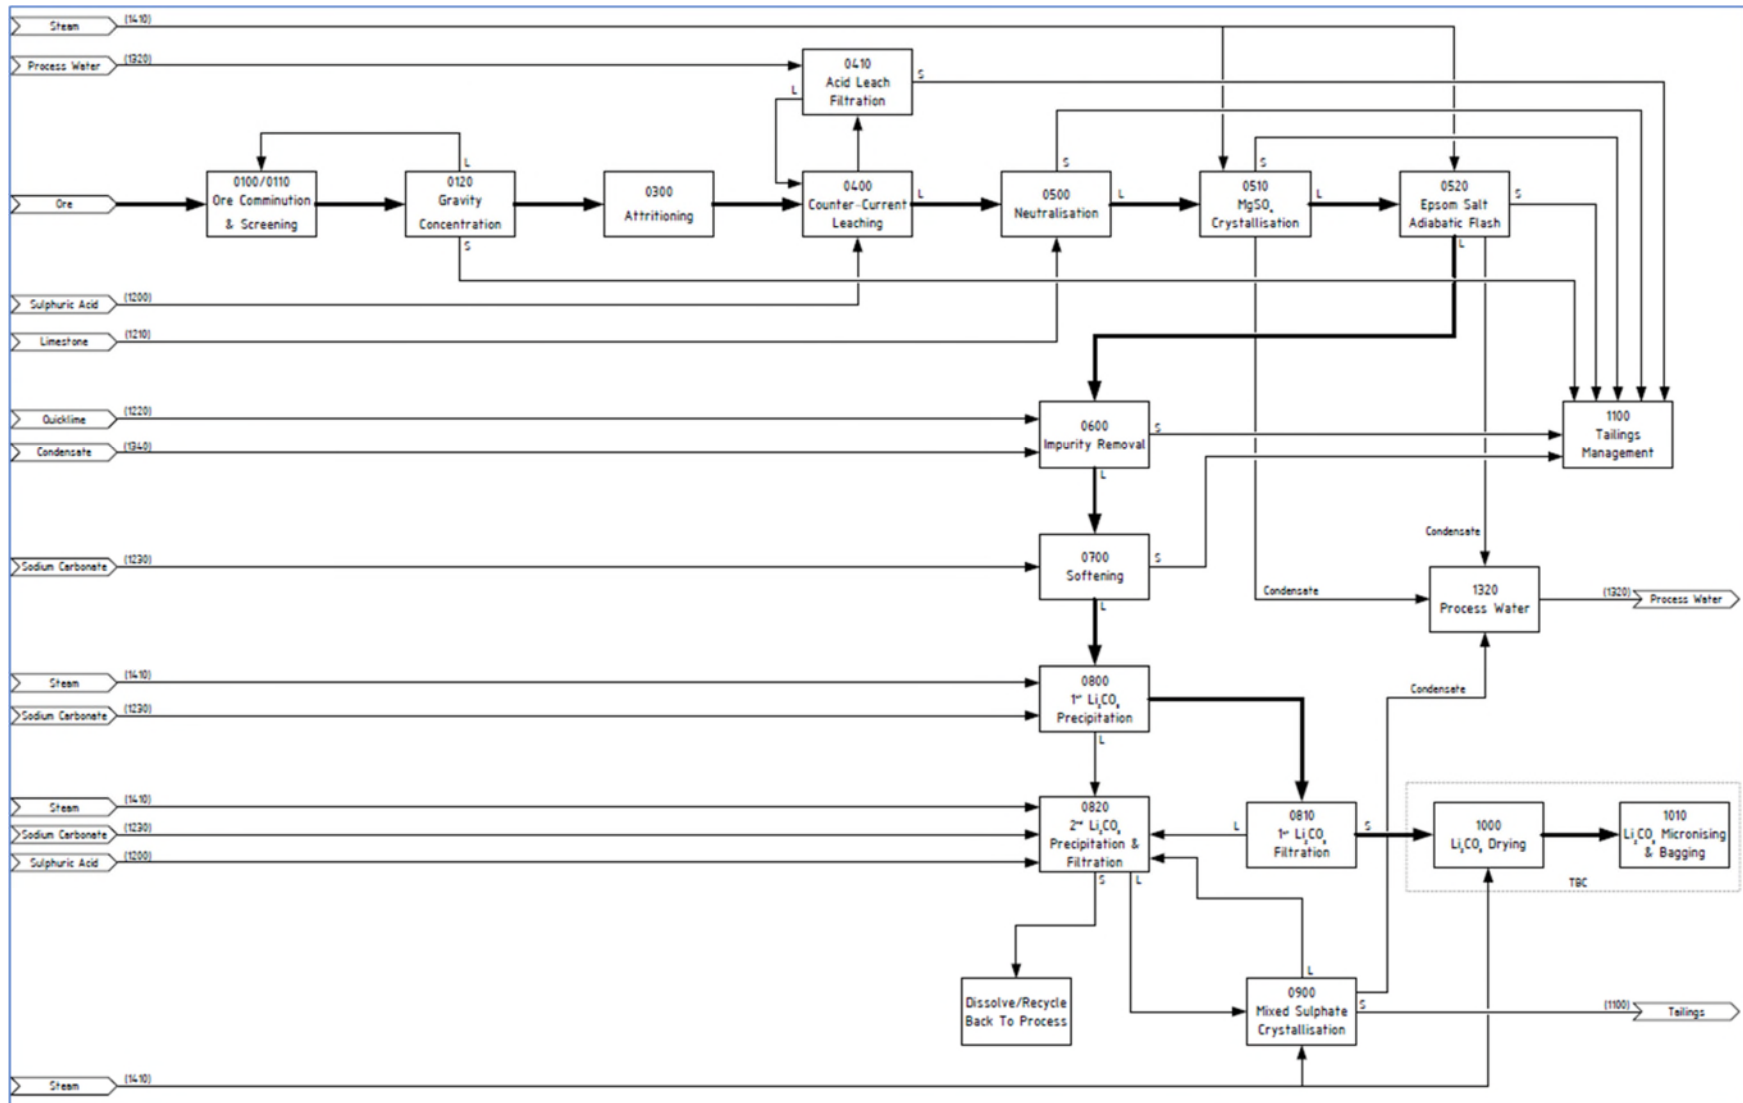 Steam (1410)
Process Water (1320)
0410
Acid Leach
Filtration
S
L
0100/0110
Ore Comminution
& Screening
L
0120
Gravity
Concentration
S
0300
Attritioning
0400
Counter-Current
Leaching
L
S
0500
Neutralisation
L
S
0510
MgSO₄
Crystallisation
L
0520
Epsom Salt
Adiabatic Flash
S
L
Ore
Sulphuric Acid (1200)
Limestone (1210)
Quicklime (1220)
Condensate (1340)
0600
Impurity Removal
S
L
1100
Tailings
Management
Sodium Carbonate (1230)
0700
Softening
S
L
Condensate
Condensate
1320
Process Water
(1320) Process Water
Steam (1410)
Sodium Carbonate (1230)
0800
1st Li₂CO₃
Precipitation
L
Condensate
Steam (1410)
Sodium Carbonate (1230)
Sulphuric Acid (1200)
0820
2nd Li₂CO₃
Precipitation &
Filtration
S
L
L
0810
1st Li₂CO₃
Filtration
S
1000
Li₂CO₃ Drying
1010
Li₂CO₃ Micronising
& Bagging
TBC
Dissolve/Recycle
Back To Process
L
0900
Mixed Sulphate
Crystallisation
S
(1100) Tailings
Steam (1410)